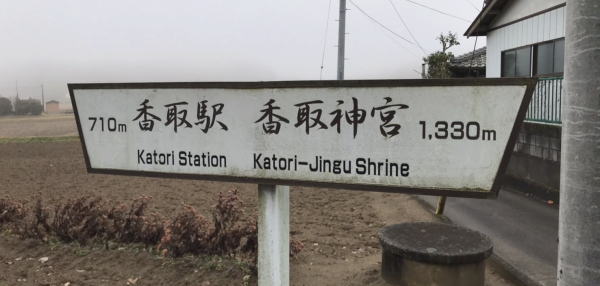 710m 香取駅 香取神宮 1,330m
Katori Station Katori-Jingu Shrine